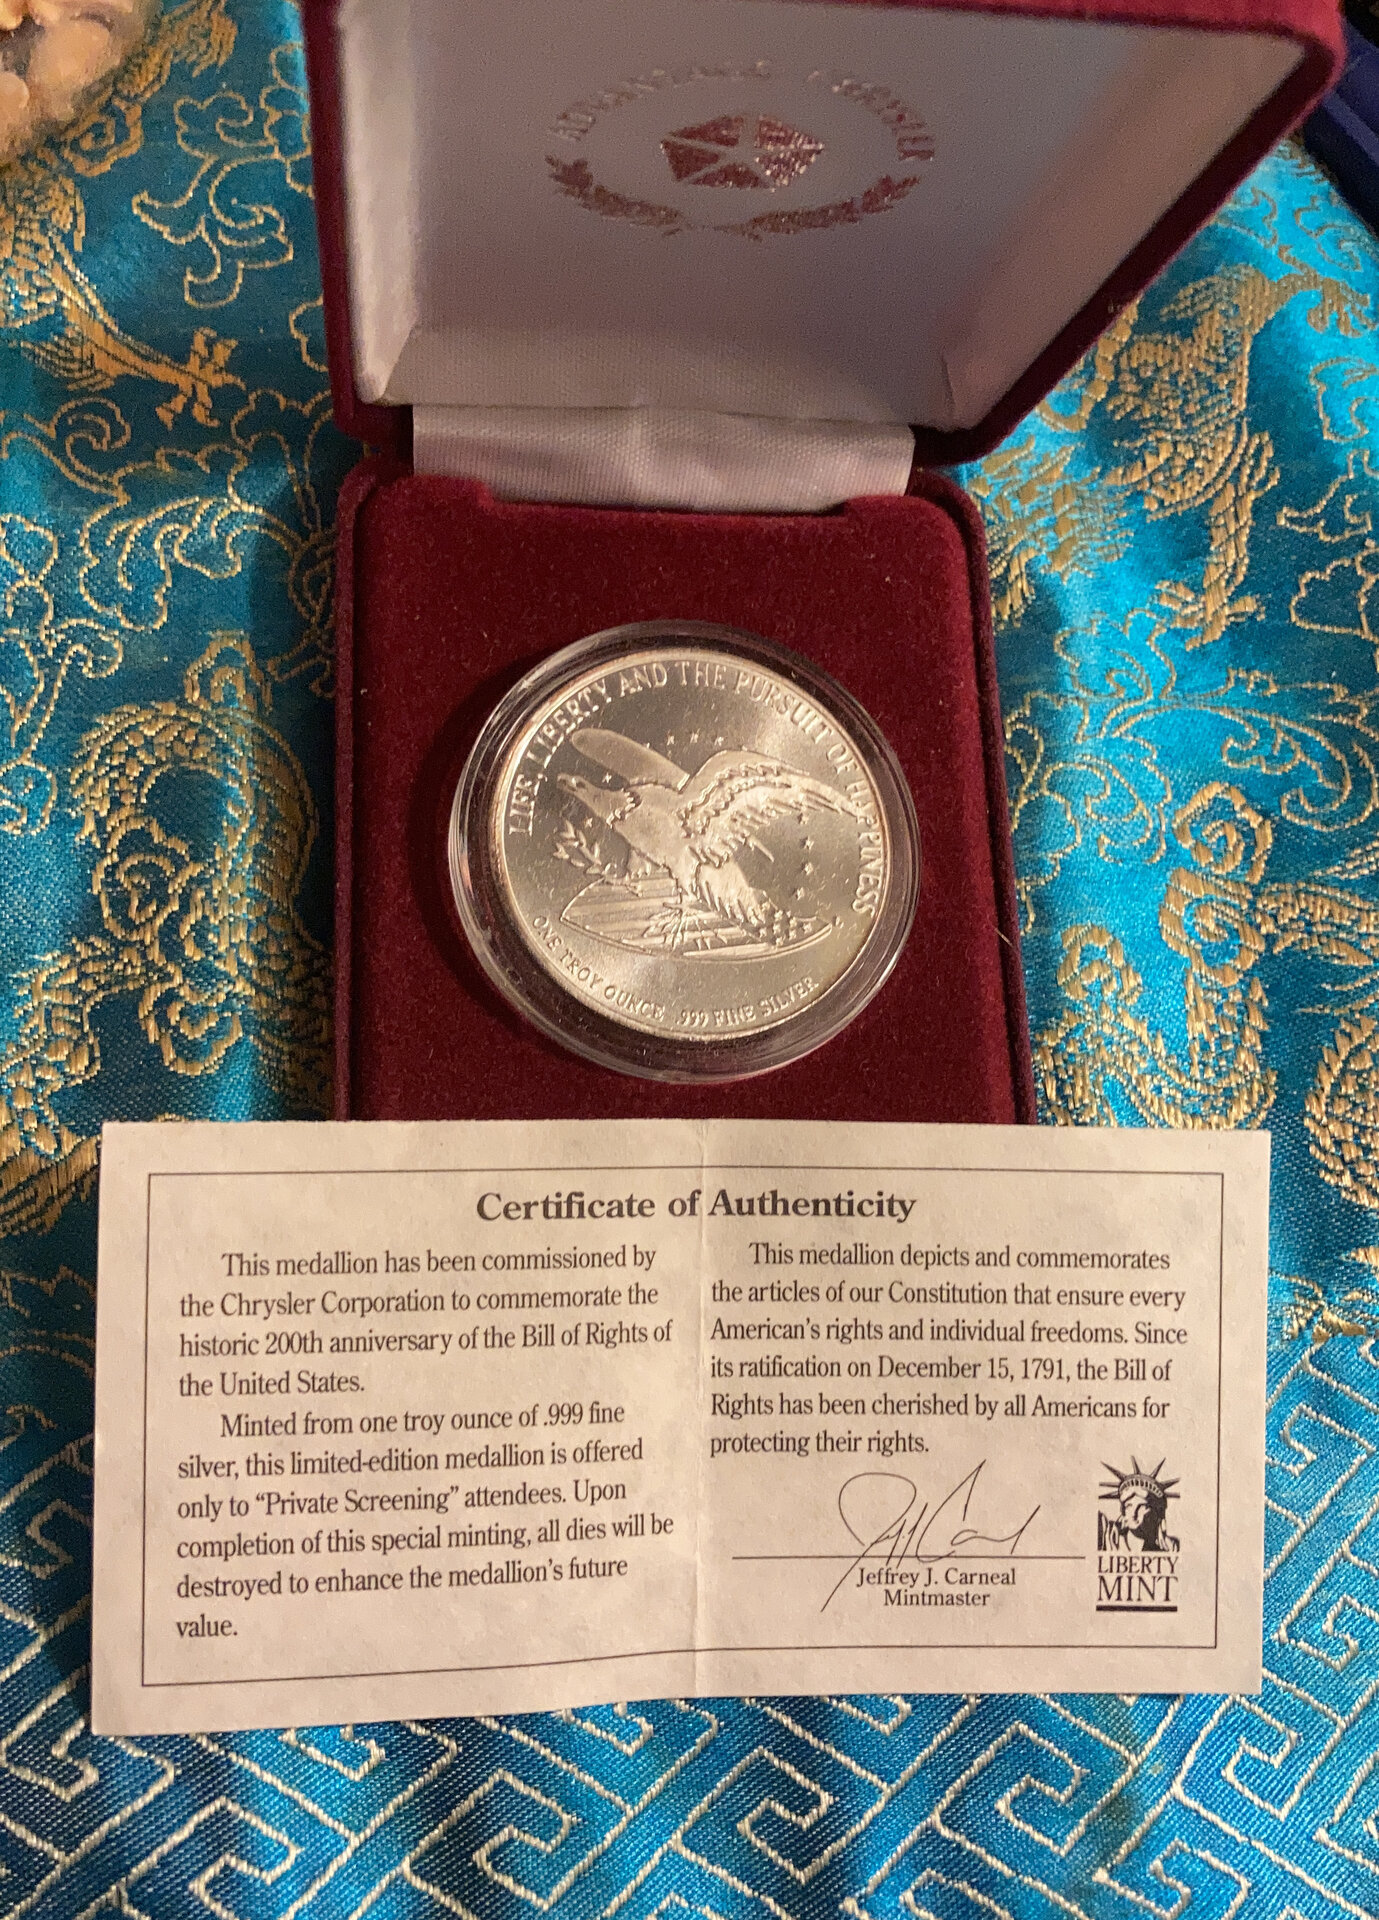 ADVANTAGE: CHRYSLER
LIFE, LIBERTY AND THE PURSUIT OF HAPPINESS
ONE TROY OUNCE .999 FINE SILVER
Certificate of Authenticity
This medallion has been commissioned by
the Chrysler Corporation to commemorate the
historic 200th anniversary of the Bill of Rights of
the United States.
Minted from one troy ounce of .999 fine
silver, this limited-edition medallion is offered
only to “Private Screening” attendees. Upon
completion of this special minting, all dies will be
destroyed to enhance the medallion's future
value.
This medallion depicts and commemorates
the articles of our Constitution that ensure every
American's rights and individual freedoms. Since
its ratification on December 15, 1791, the Bill of
Rights has been cherished by all Americans for
protecting their rights.
Jeffrey J. Carneal
Mintmaster
LIBERTY
MINT